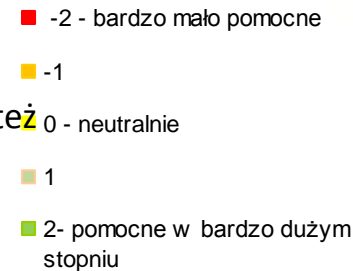 -2 - bardzo mało pomocne
-1
też 0 - neutralnie
1
2- pomocne w bardzo dużym
stopniu